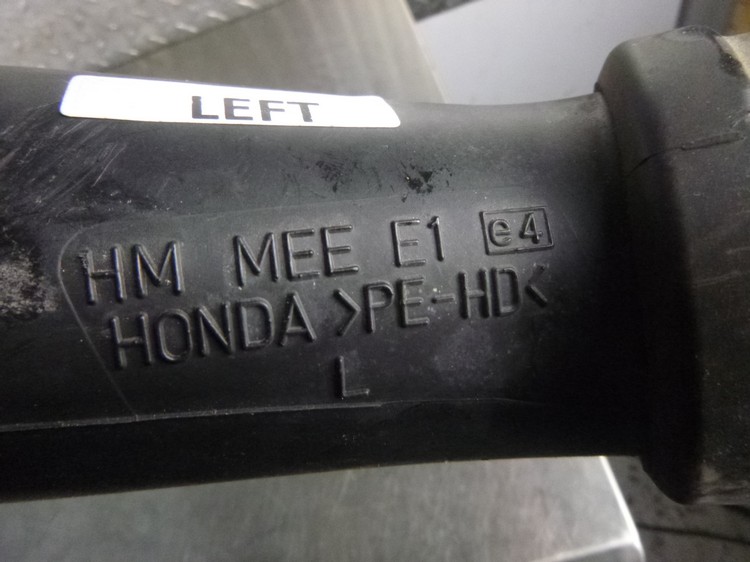 LEFT
HM MEE E1 e4
HONDA >PE-HD<
L